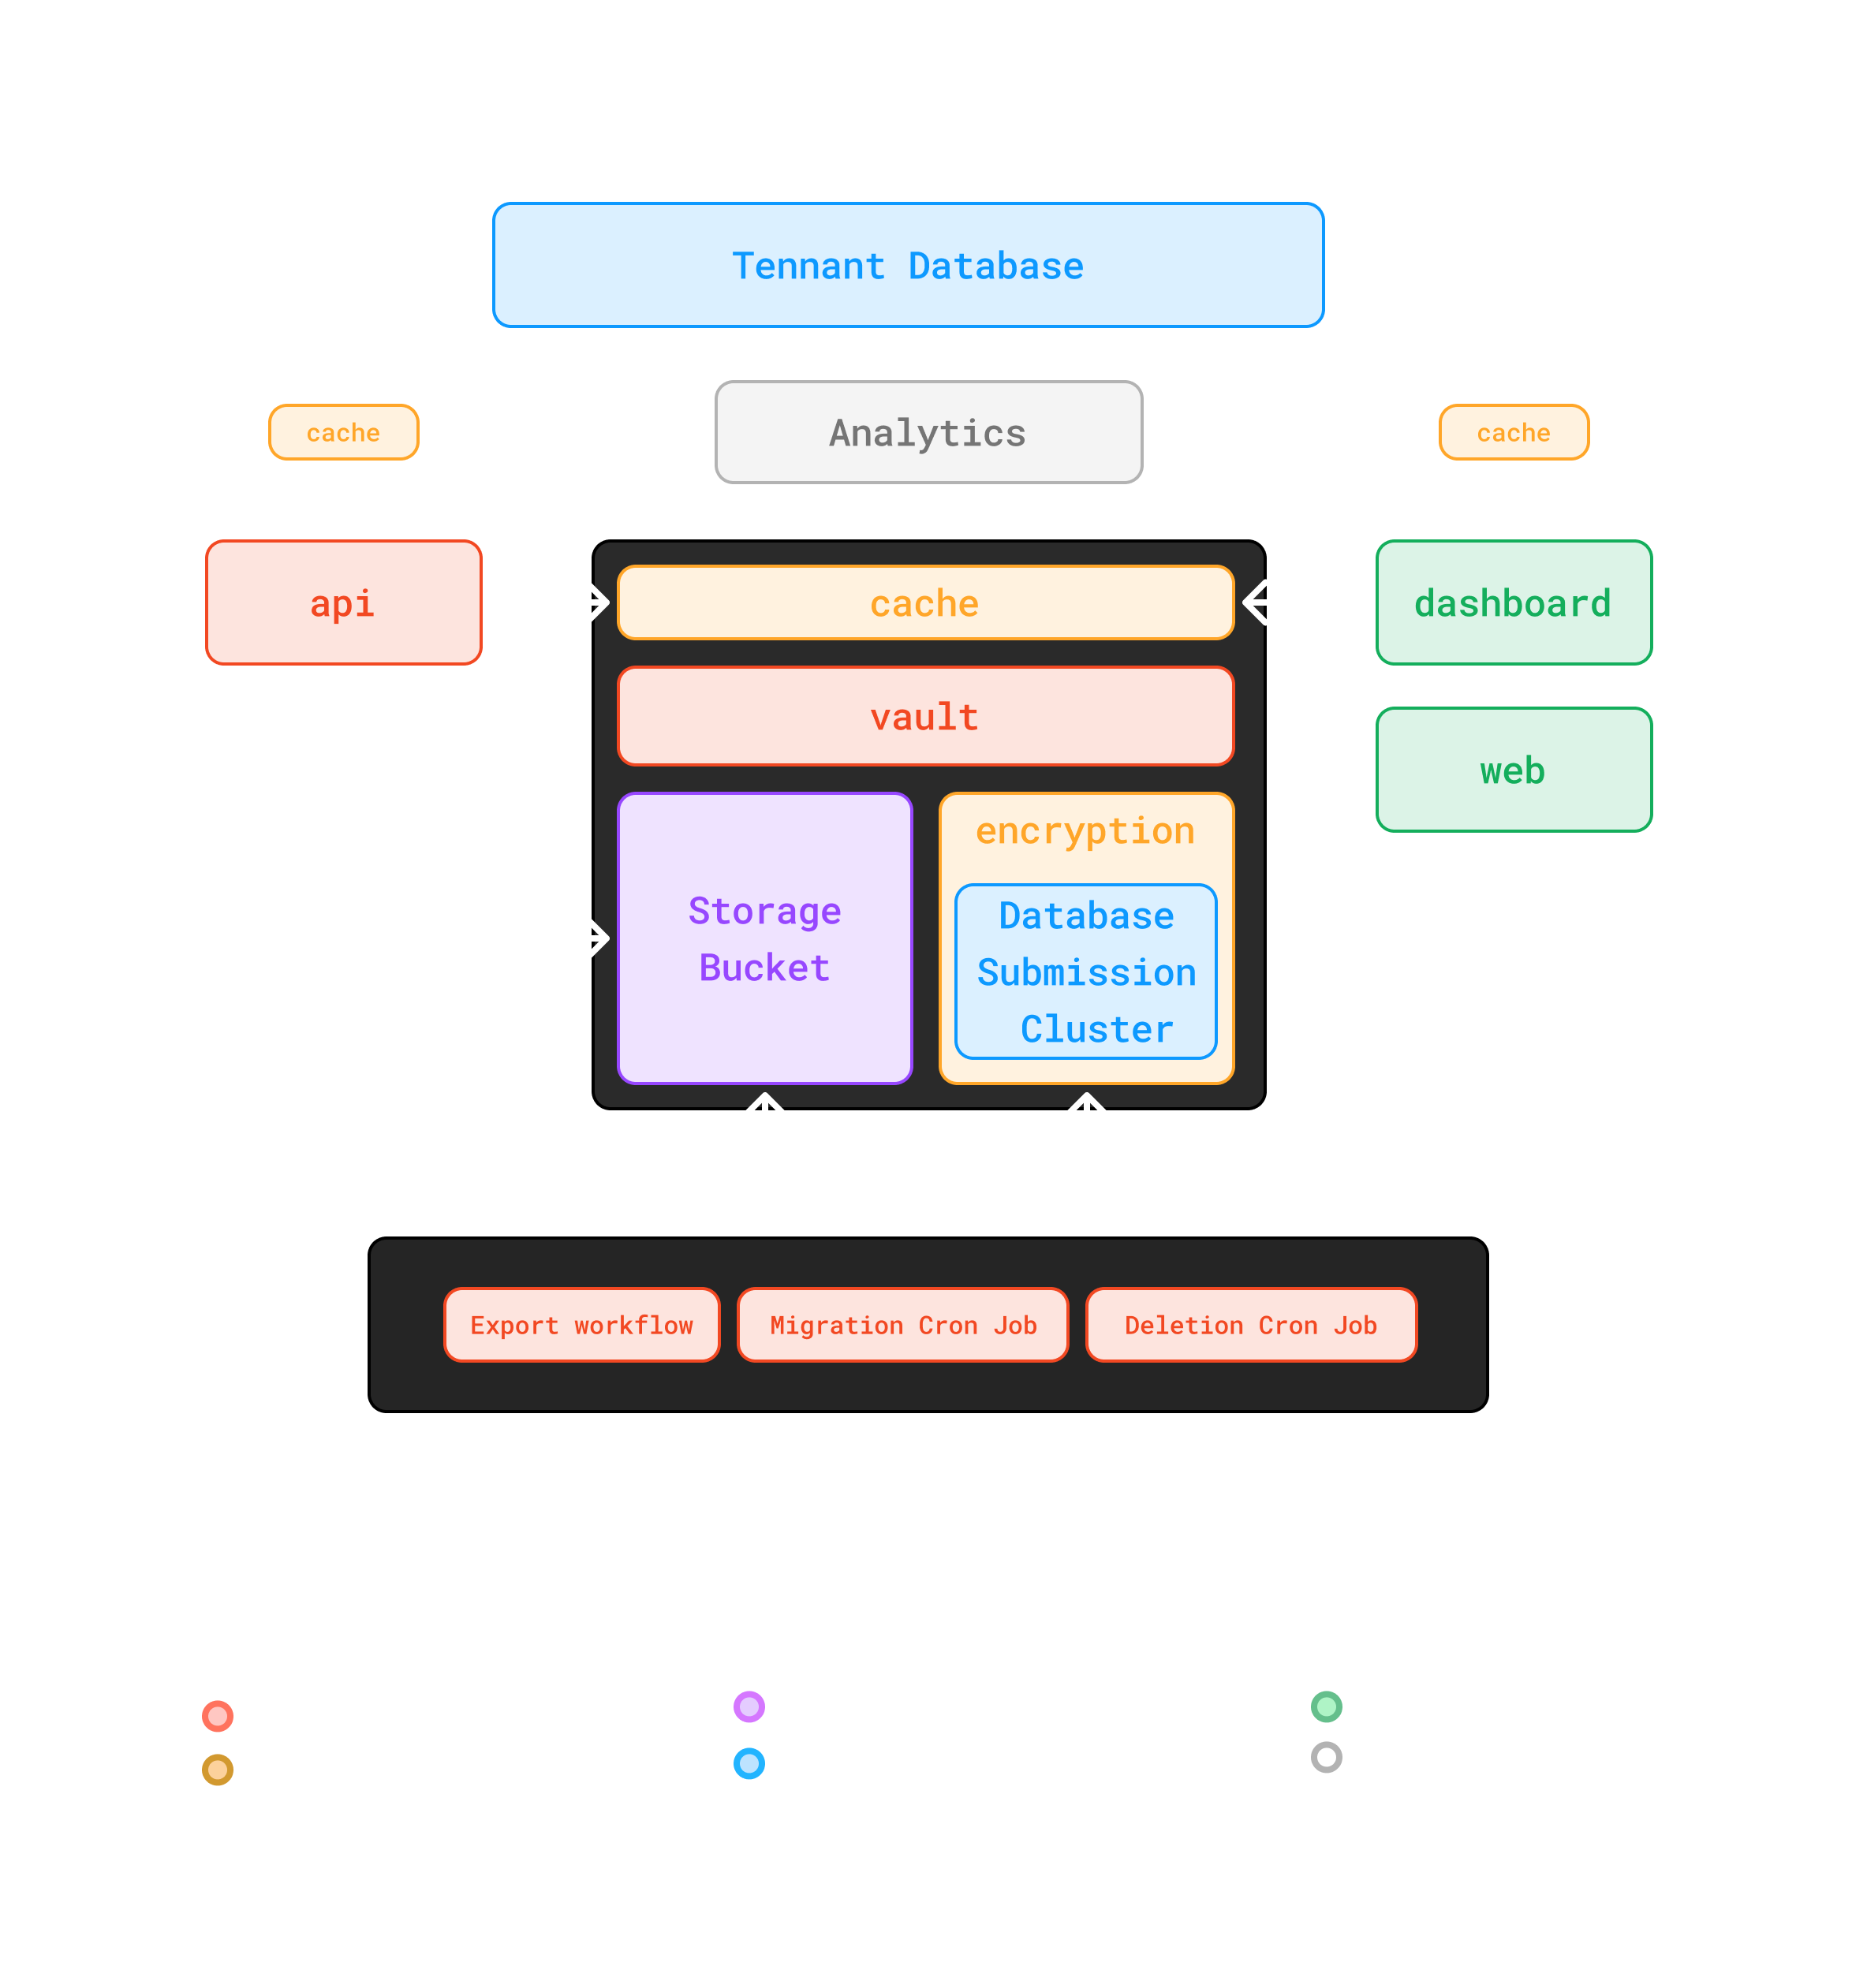 Tennant Database
cache
Analytics
cache
api
cache
dashboard
vault
web
encryption
Storage
Bucket
Database
Submission
Cluster
Export workflow
Migration Cron Job
Deletion Cron Job